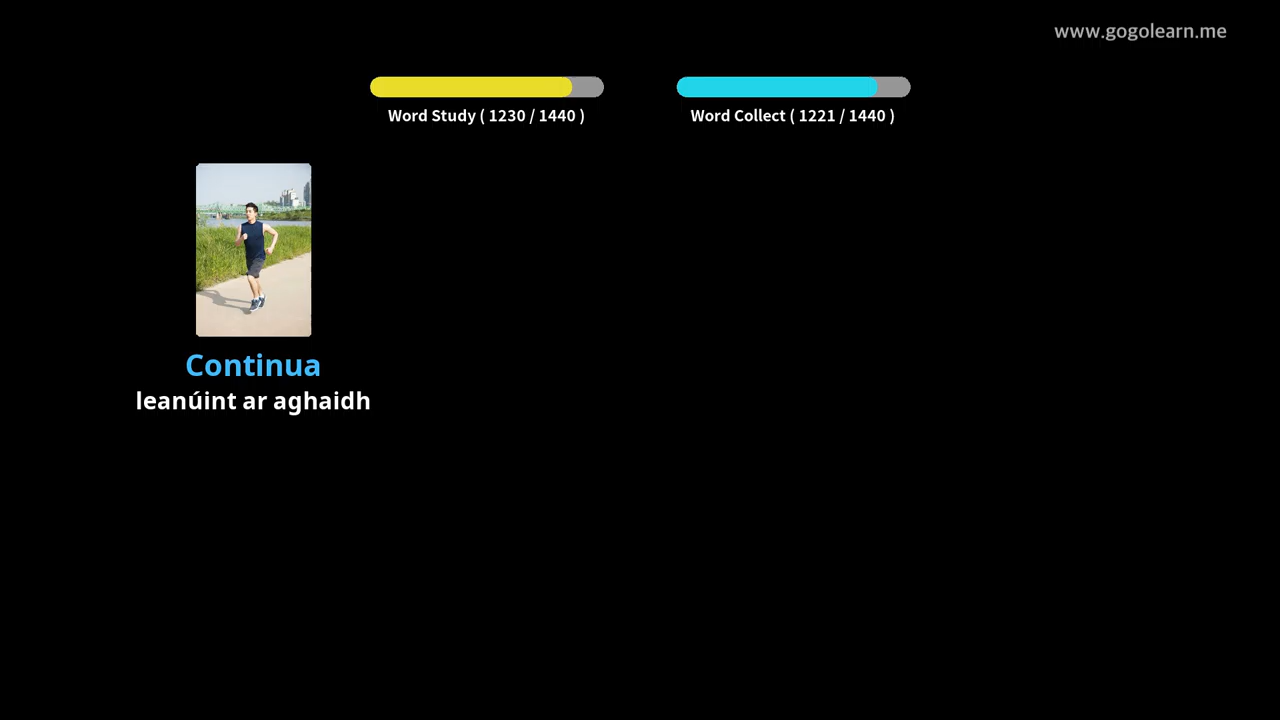 www.gogolearn.me
Word Study ( 1230 / 1440 )
Word Collect ( 1221 / 1440 )
Continua
leanúint ar aghaidh